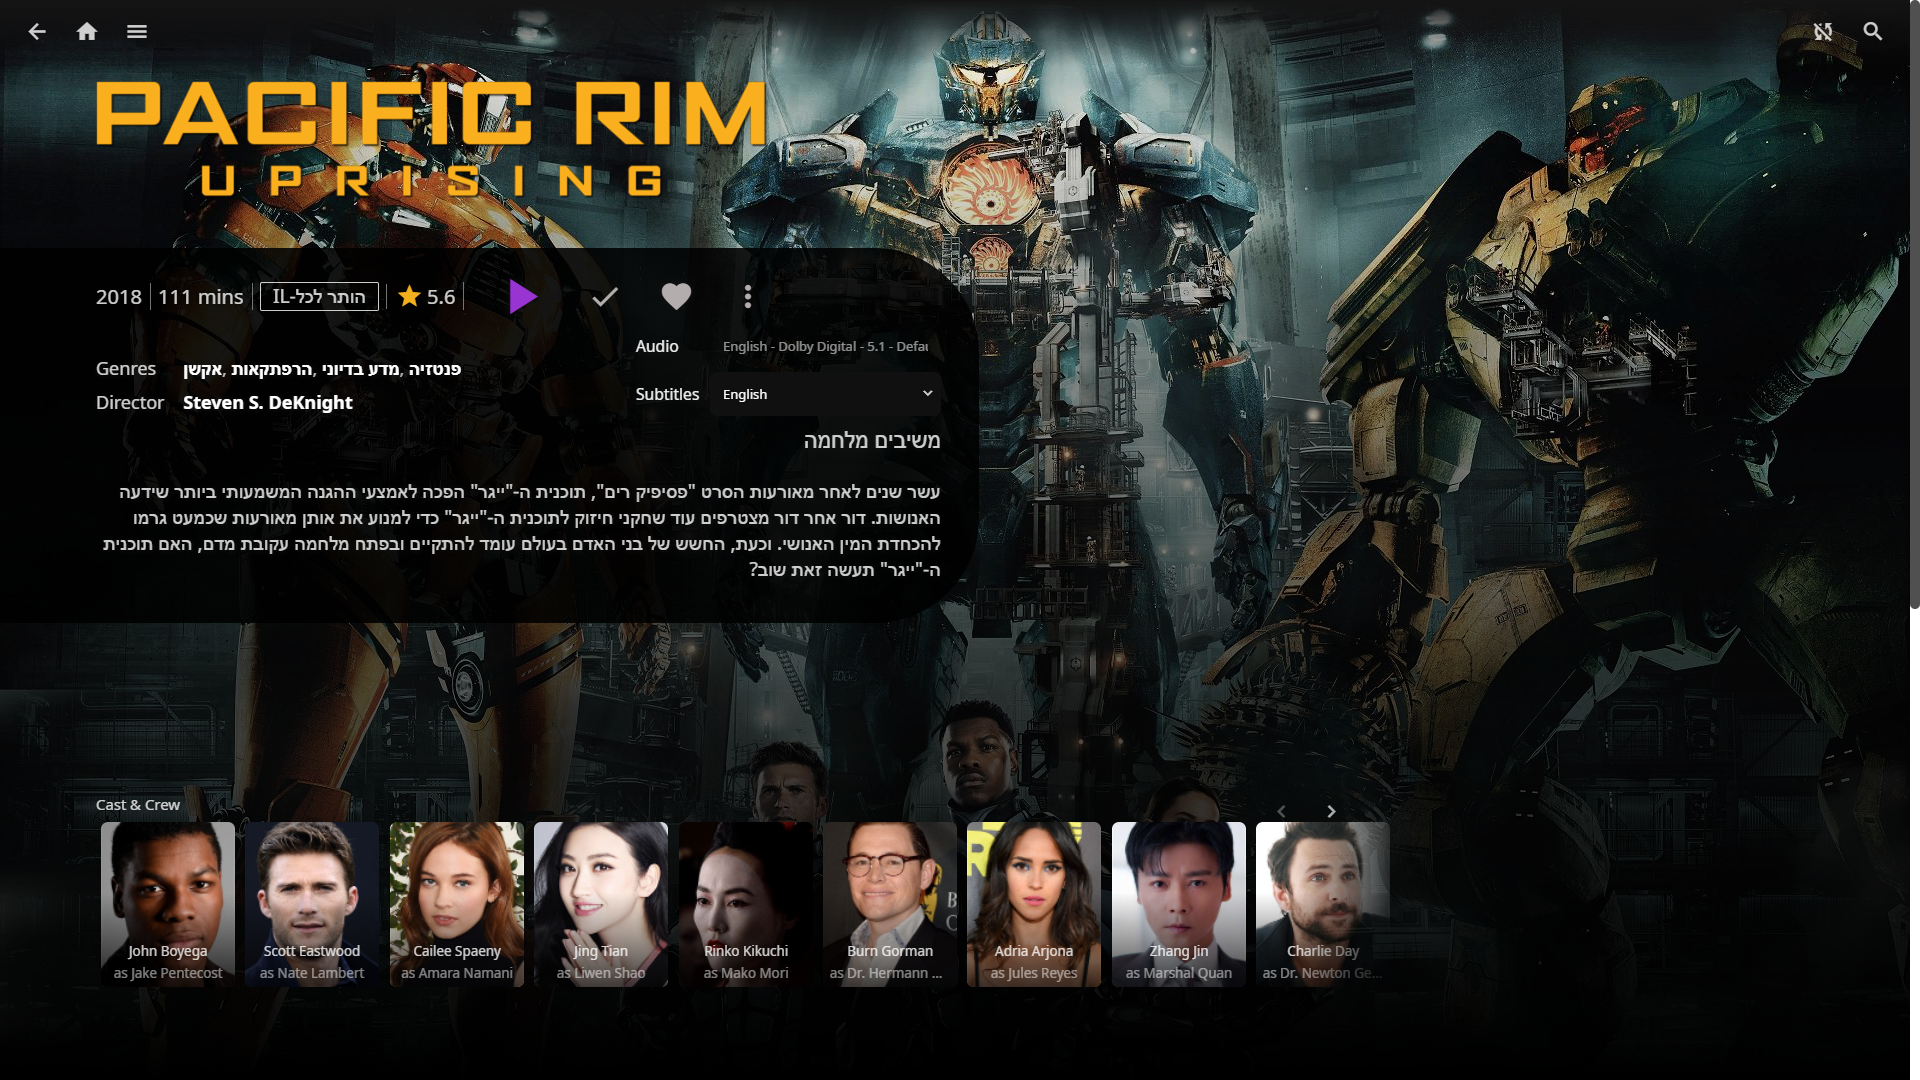 PACIFIC RIM
UPRISING
2018 111 mins הותר לכל-IL 5.6
Audio English - Dolby Digital - 5.1 - Defau
Genres אקשן, הרפתקאות, מדע בדיוני, פנטזיה
Subtitles English
Director Steven S. DeKnight
משיבים מלחמה
עשר שנים לאחר מאורעות הסרט "פסיפיק רים", תוכנית ה-"ייגר" הפכה לאמצעי ההגנה המשמעותי ביותר שידעה
האנושות. דור אחר דור מצטרפים עוד שחקני חיזוק לתוכנית ה-"ייגר" כדי למנוע את אותן מאורעות שכמעט גרמו
להכחדת המין האנושי. וכעת, החשש של בני האדם בעולם עומד להתקיים ובפתח מלחמה עקובת מדם, האם תוכנית
ה-"ייגר" תעשה זאת שוב?
Cast & Crew
John Boyega
as Jake Pentecost
Scott Eastwood
as Nate Lambert
Cailee Spaeny
as Amara Namani
Jing Tian
as Liwen Shao
Rinko Kikuchi
as Mako Mori
Burn Gorman
as Dr. Hermann ...
Adria Arjona
as Jules Reyes
Zhang Jin
as Marshal Quan
Charlie Day
as Dr. Newton Ge...